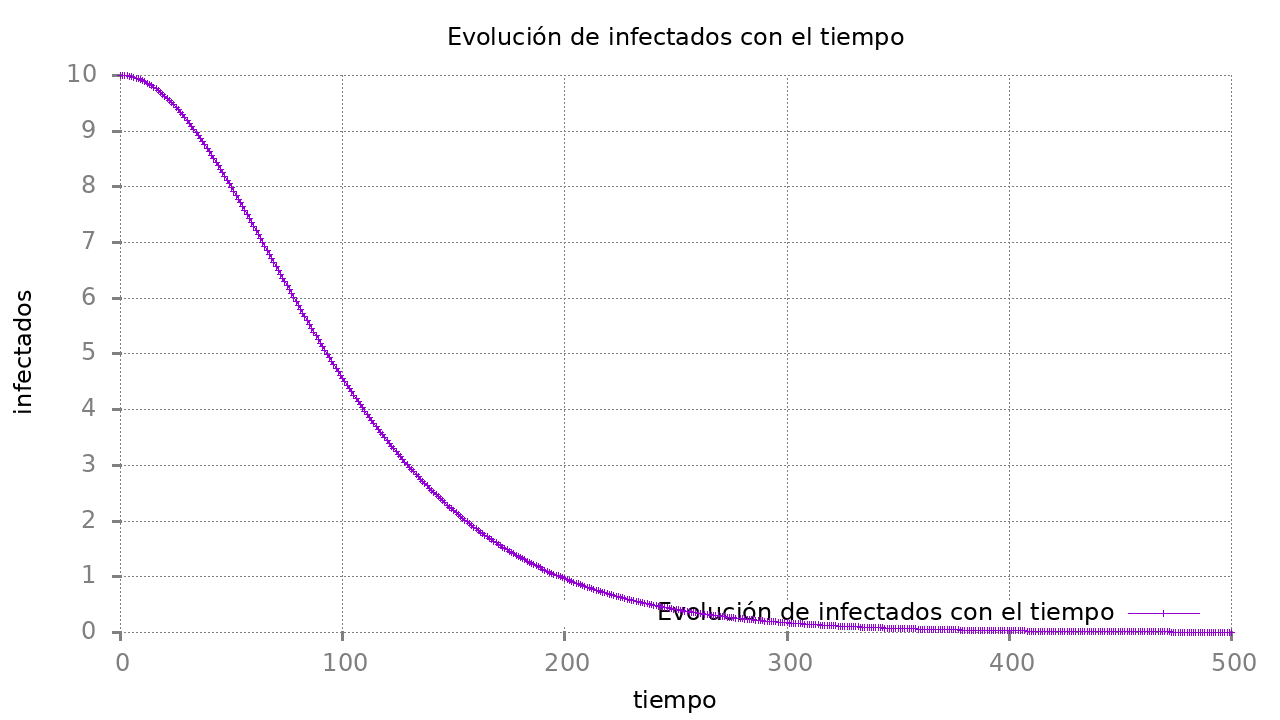 Evolución de infectados con el tiempo
10
9
8
7
6
5
4
3
2
1
0
infectados
Evolución de infectados con el tiempo
0 100 200 300 400 500
tiempo